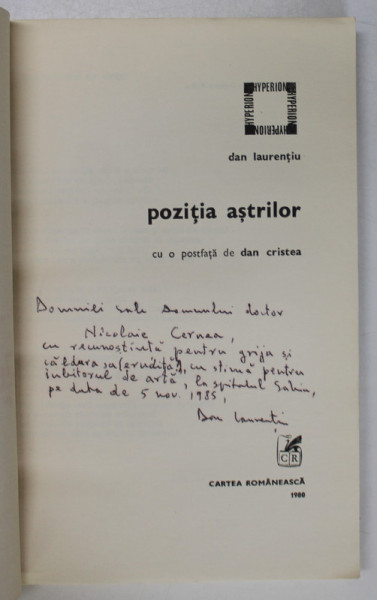 HYPERION
HYPERION
HYPERION
HYPERION
dan laurențiu
poziția aștrilor
cu o postfață de dan cristea
Domniei sale Domnului doctor
Nicolaie Cernea,
cu recunoștință pentru grija și
căldura sa (erudită), cu stimă pentru
iubitorul de artă, la spitalul Sahia,
pe data de 5 nov. 1985,
Dan Laurențiu
CR
CARTEA ROMÂNEASCĂ
1980